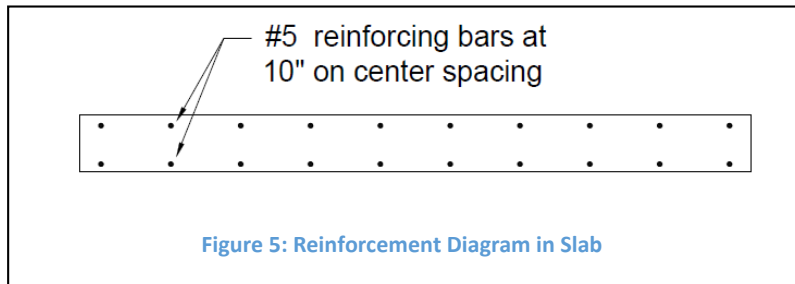 #5 reinforcing bars at
10" on center spacing
Figure 5: Reinforcement Diagram in Slab